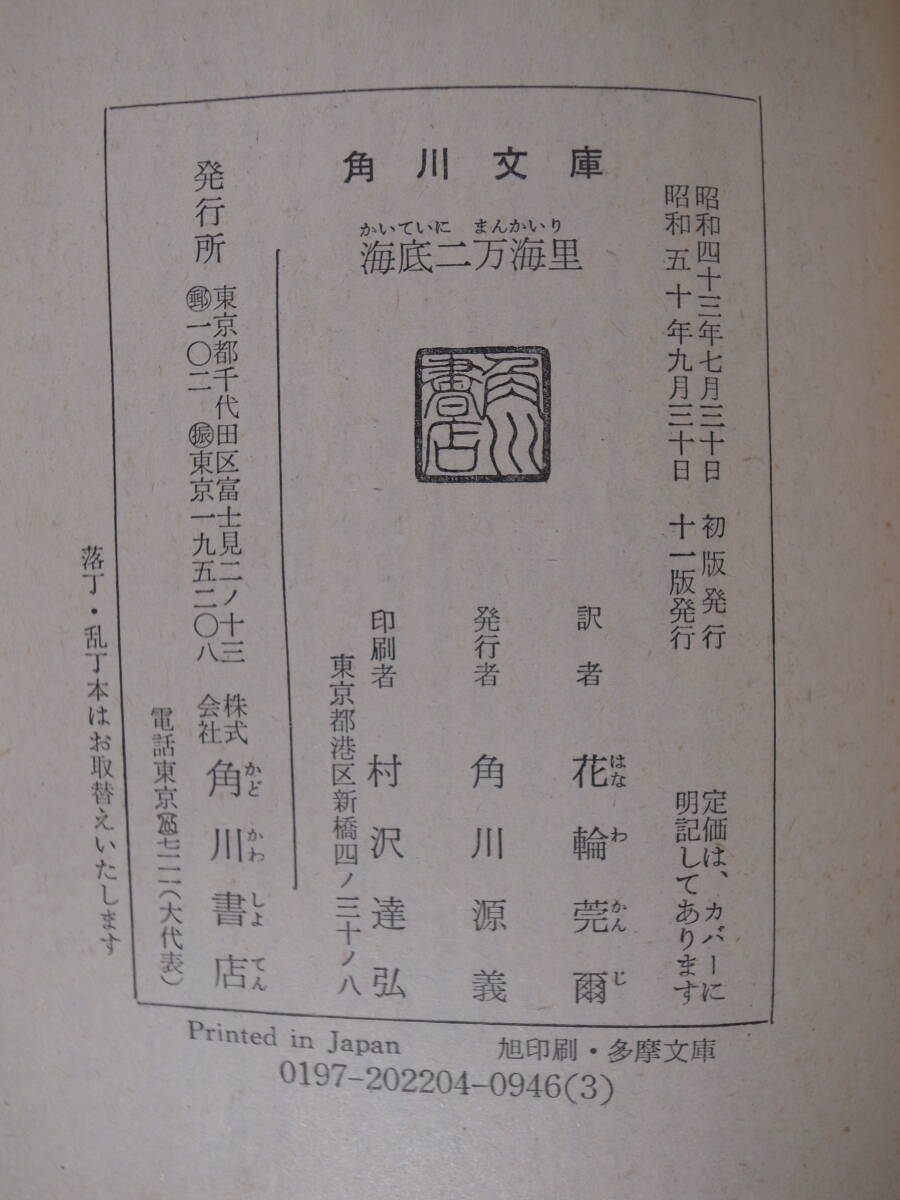 昭和四十三年七月三十日 初版発行
昭和五十年九月三十日 十一版発行
定価は、カバーに
明記してあります
角川文庫
かいていに まんかいり
海底二万海里
角川
書店
訳者 花輪莞爾
はなわかんじ
発行者 角川源義
印刷者 村沢達弘
東京都港区新橋四ノ三十ノ八
発行所
東京都千代田区富士見二ノ十三
㊩一〇二 ㊩東京一九五二〇八
株式会社 角川書店
かどかわしよてん
電話東京七一一一(大代表)
落丁・乱丁本はお取替えいたします
Printed in Japan 旭印刷・多摩文庫
0197-202204-0946(3)